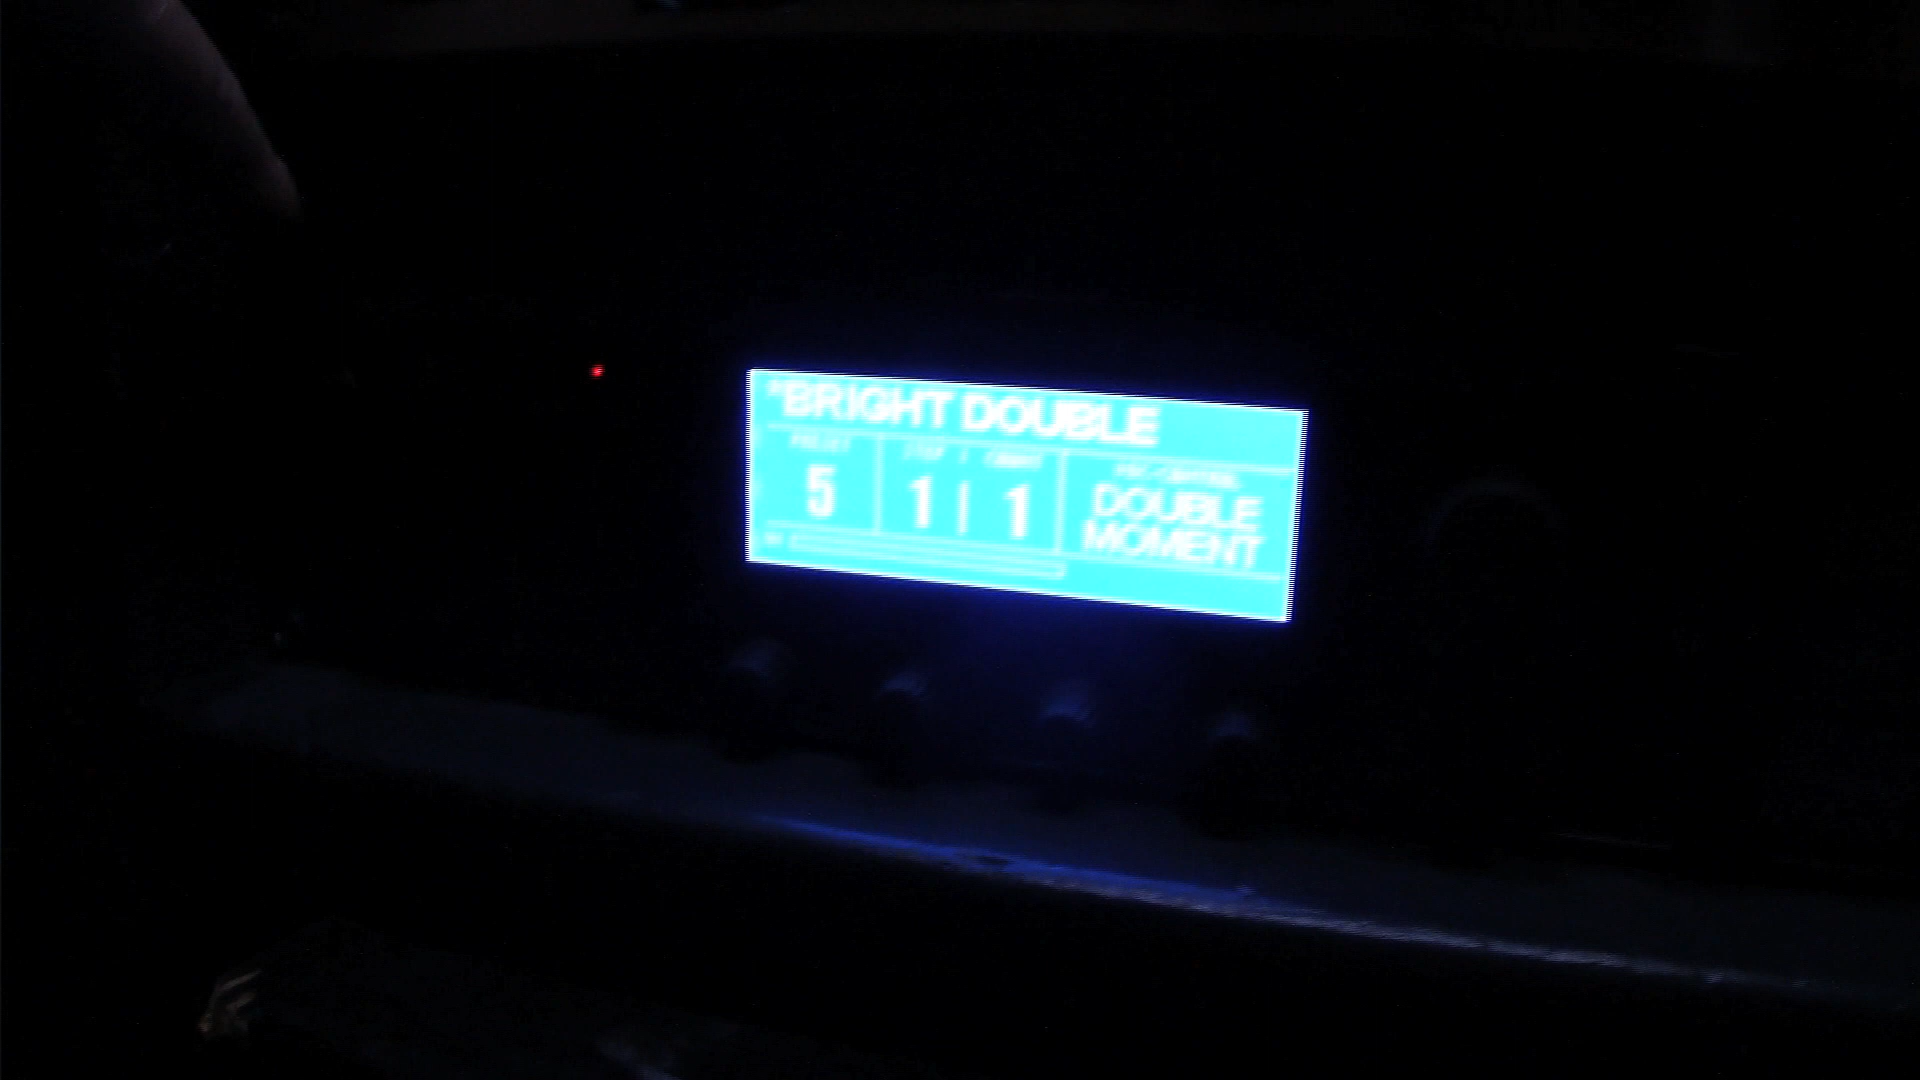 "BRIGHT DOUBLE
PRESET
5
1 | 1
DOUBLE
MOMENT